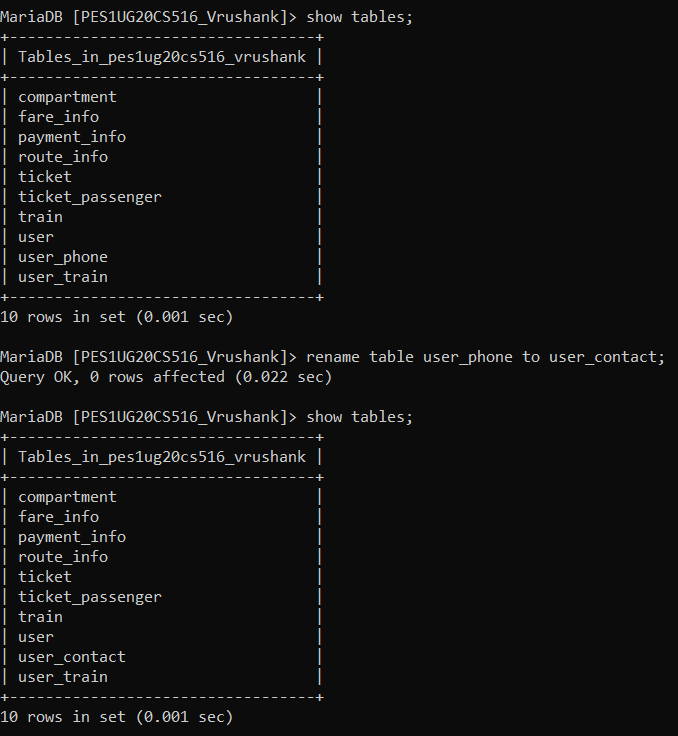 MariaDB [PES1UG20CS516_Vrushank]> show tables;
+----------------------------------+
| Tables_in_pes1ug20cs516_vrushank |
+----------------------------------+
| compartment                      |
| fare_info                        |
| payment_info                     |
| route_info                       |
| ticket                           |
| ticket_passenger                 |
| train                            |
| user                             |
| user_phone                       |
| user_train                       |
+----------------------------------+
10 rows in set (0.001 sec)
MariaDB [PES1UG20CS516_Vrushank]> rename table user_phone to user_contact;
Query OK, 0 rows affected (0.022 sec)
MariaDB [PES1UG20CS516_Vrushank]> show tables;
+----------------------------------+
| Tables_in_pes1ug20cs516_vrushank |
+----------------------------------+
| compartment                      |
| fare_info                        |
| payment_info                     |
| route_info                       |
| ticket                           |
| ticket_passenger                 |
| train                            |
| user                             |
| user_contact                     |
| user_train                       |
+----------------------------------+
10 rows in set (0.001 sec)